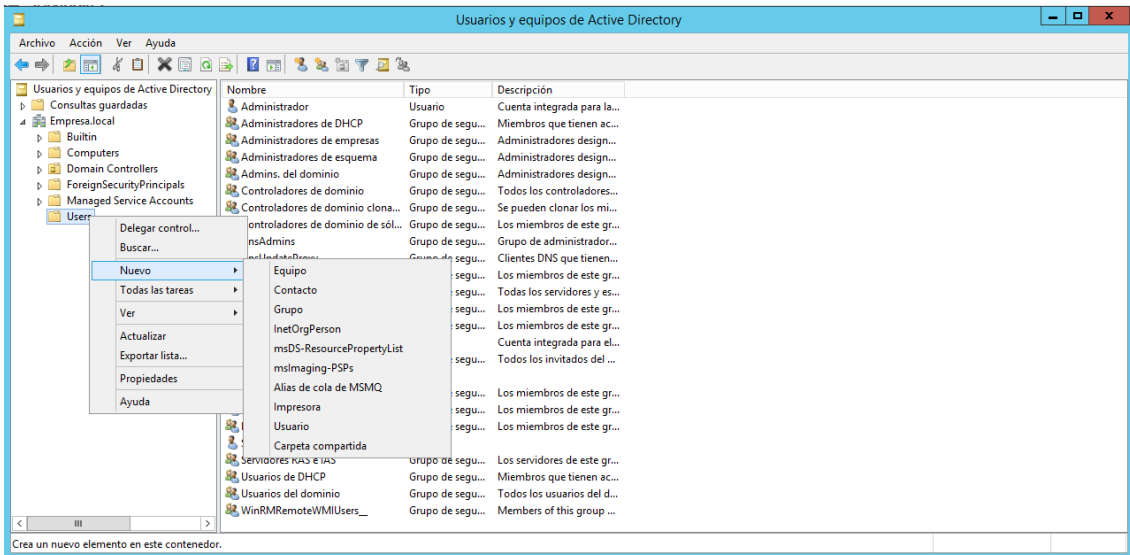 Usuarios y equipos de Active Directory
Archivo Acción Ver Ayuda
Usuarios y equipos de Active Directory
Consultas guardadas
Empresa.local
Builtin
Computers
Domain Controllers
ForeignSecurityPrincipals
Managed Service Accounts
Users
Nombre Tipo Descripción
Administrador Usuario Cuenta integrada para la...
Administradores de DHCP Grupo de segu... Miembros que tienen ac...
Administradores de empresas Grupo de segu... Administradores design...
Administradores de esquema Grupo de segu... Administradores design...
Admins. del dominio Grupo de segu... Administradores design...
Controladores de dominio Grupo de segu... Todos los controladores...
Controladores de dominio clona... Grupo de segu... Se pueden clonar los mi...
ontroladores de dominio de sól... Grupo de segu... Los miembros de este gr...
nsAdmins Grupo de segu... Grupo de administrador...
Grupo de segu... Clientes DNS que tienen...
segu... Los miembros de este gr...
segu... Todas los servidores y es...
segu... Los miembros de este gr...
segu... Los miembros de este gr...
Cuenta integrada para el...
segu... Todos los invitados del ...
segu... Los miembros de este gr...
segu... Los miembros de este gr...
segu... Los miembros de este gr...
Servidores RAS e IAS Grupo de segu... Los servidores de este gr...
Usuarios de DHCP Grupo de segu... Miembros que tienen ac...
Usuarios del dominio Grupo de segu... Todos los usuarios del d...
WinRMRemoteWMIUsers__ Grupo de segu... Members of this group ...
Delegar control...
Buscar...
Nuevo
Todas las tareas
Ver
Actualizar
Exportar lista...
Propiedades
Ayuda
Equipo
Contacto
Grupo
InetOrgPerson
msDS-ResourcePropertyList
msImaging-PSPs
Alias de cola de MSMQ
Impresora
Usuario
Carpeta compartida
Crea un nuevo elemento en este contenedor.